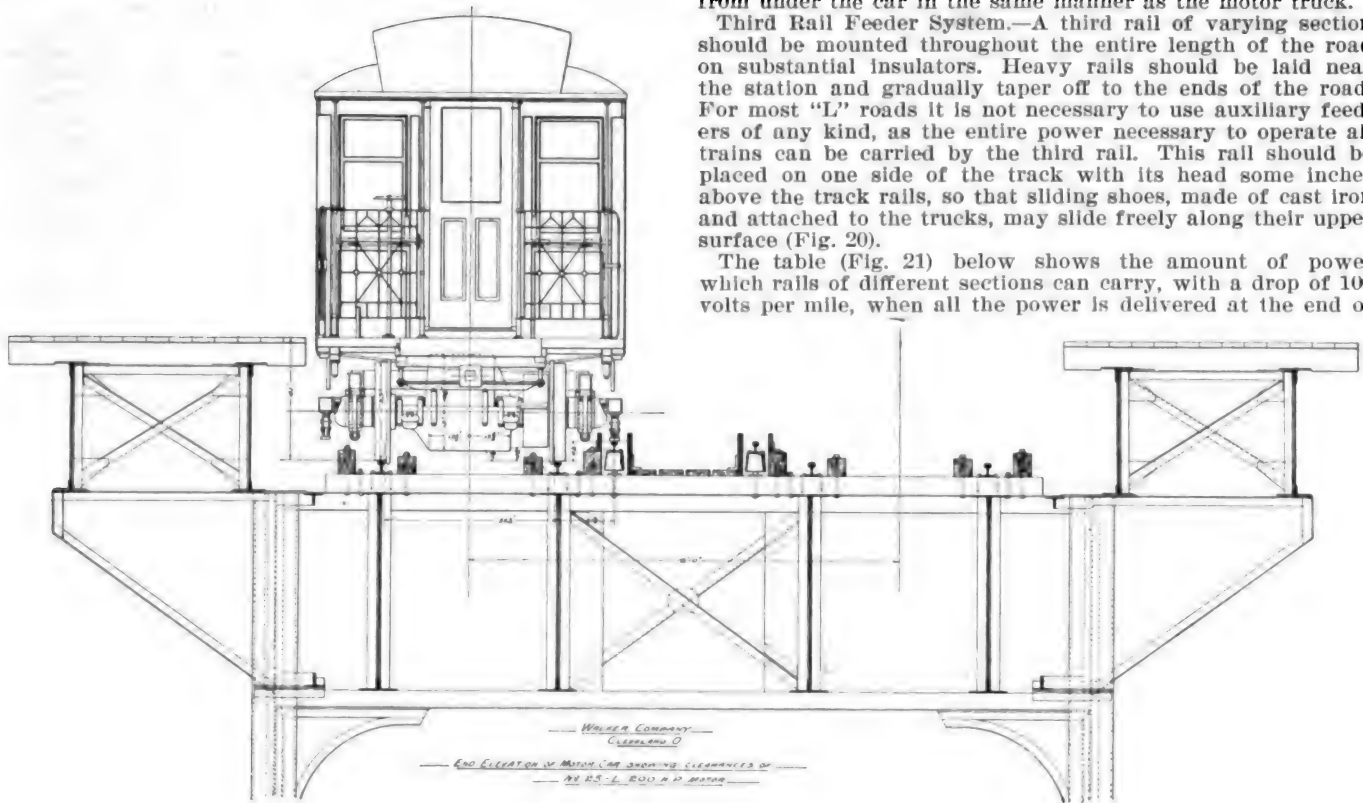 from under the car in the same manner as the motor truck.
Third Rail Feeder System.—A third rail of varying section
should be mounted throughout the entire length of the road
on substantial insulators. Heavy rails should be laid nea
the station and gradually taper off to the ends of the road
For most “L” roads it is not necessary to use auxiliary feed
ers of any kind, as the entire power necessary to operate al
trains can be carried by the third rail. This rail should b
placed on one side of the track with its head some inche
above the track rails, so that sliding shoes, made of cast iron
and attached to the trucks, may slide freely along their uppe
surface (Fig. 20).
The table (Fig. 21) below shows the amount of powe
which rails of different sections can carry, with a drop of 10
volts per mile, when all the power is delivered at the end o
WALKER COMPANY
CLEVELAND O
END ELEVATION OF MOTOR CAR SHOWING CLEARANCES OF
No 25-L 200 H.P. MOTOR